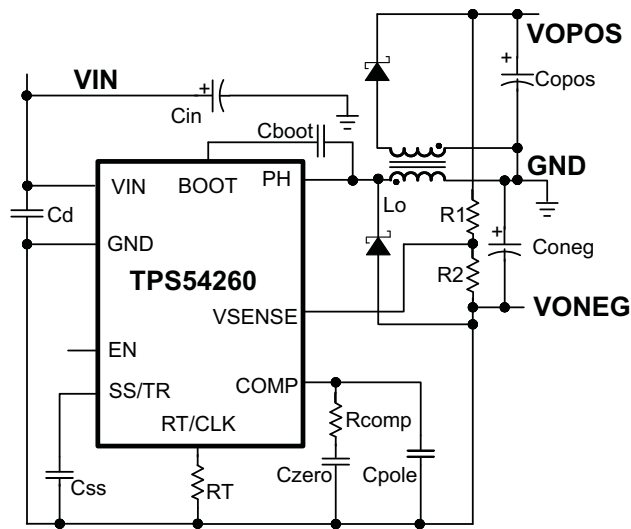 VOPOS
VIN
Copos
Cin
Cboot
GND
VIN
BOOT
PH
Lo
R1
Cd
GND
Coneg
TPS54260
R2
VSENSE
VONEG
EN
COMP
SS/TR
RT/CLK
Rcomp
Css
RT
Czero
Cpole